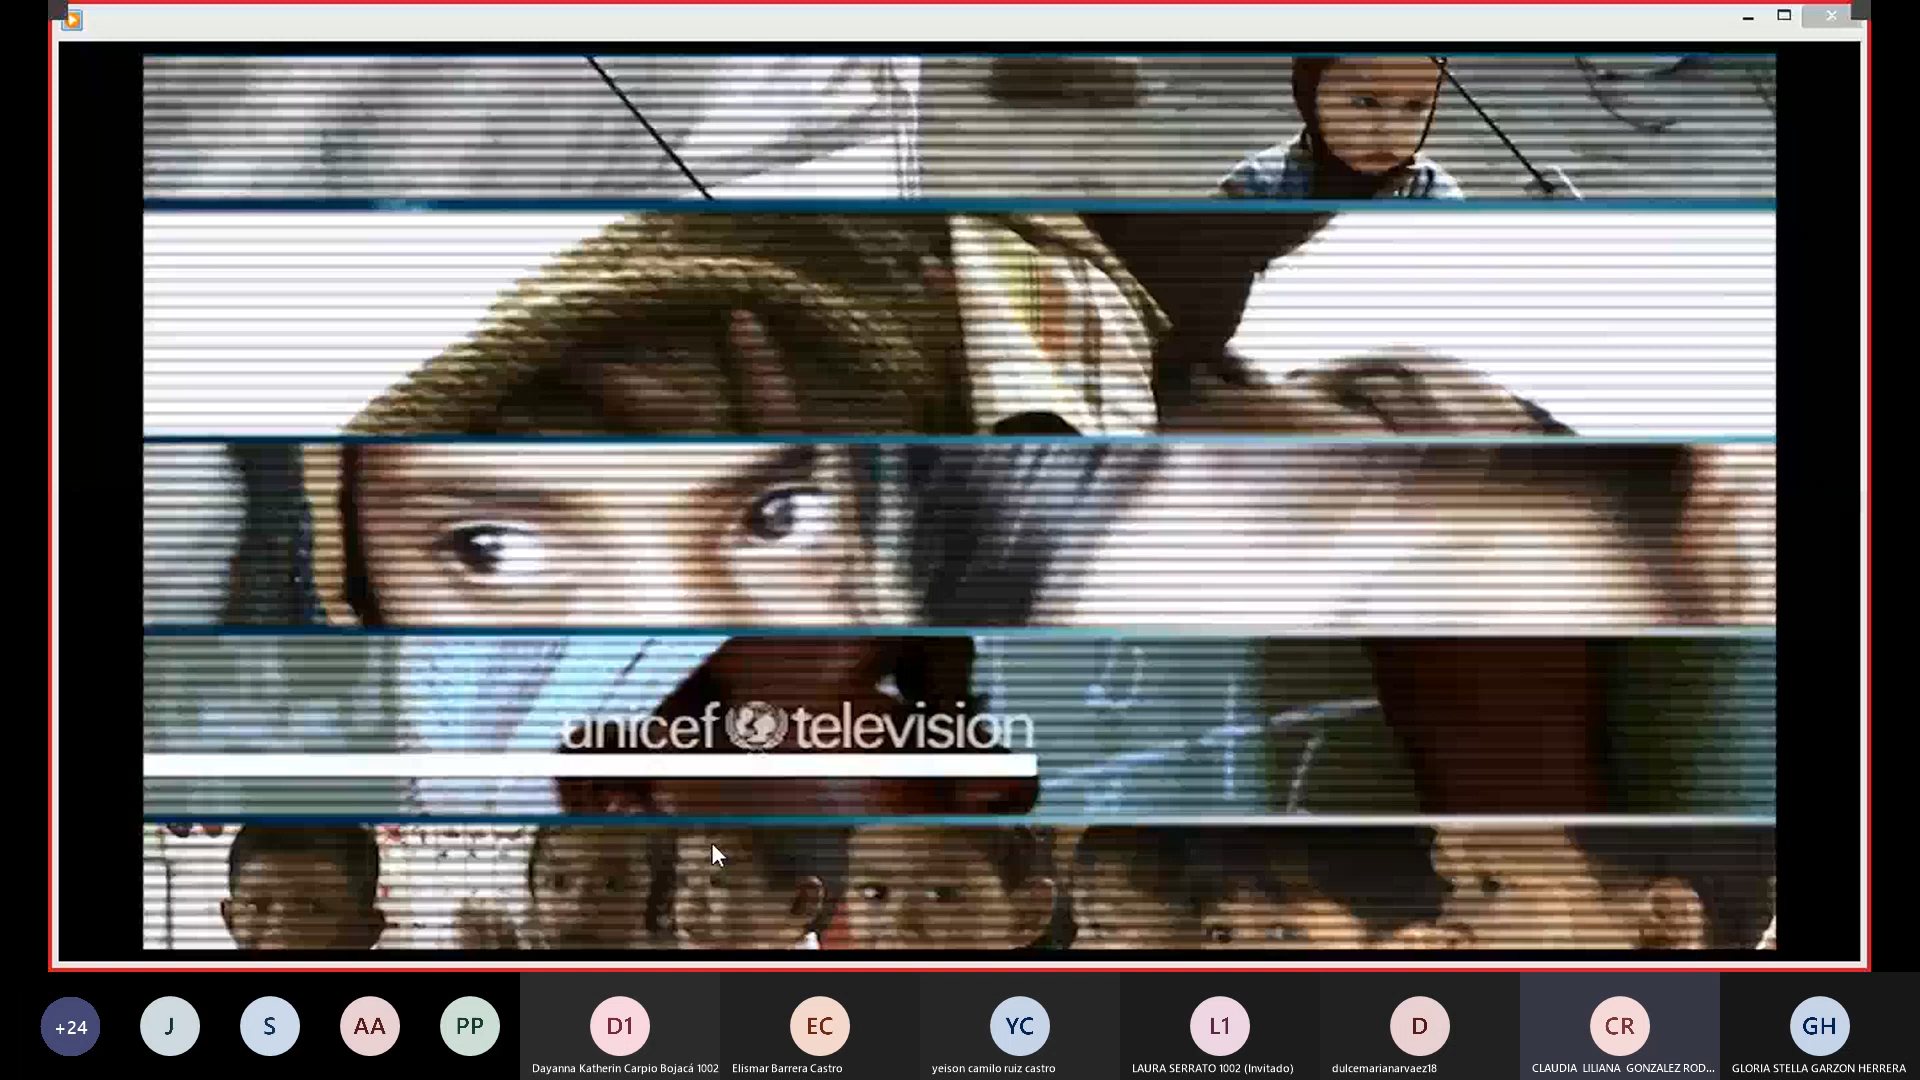 unicef television
+24
J
S
AA
PP
D1
EC
YC
L1
D
CR
GH
Dayanna Katherin Carpio Bojacá 1002
Elismar Barrera Castro
yeison camilo ruiz castro
LAURA SERRATO 1002 (Invitado)
dulcemarianarvaez18
CLAUDIA LILIANA GONZALEZ ROD...
GLORIA STELLA GARZON HERRERA